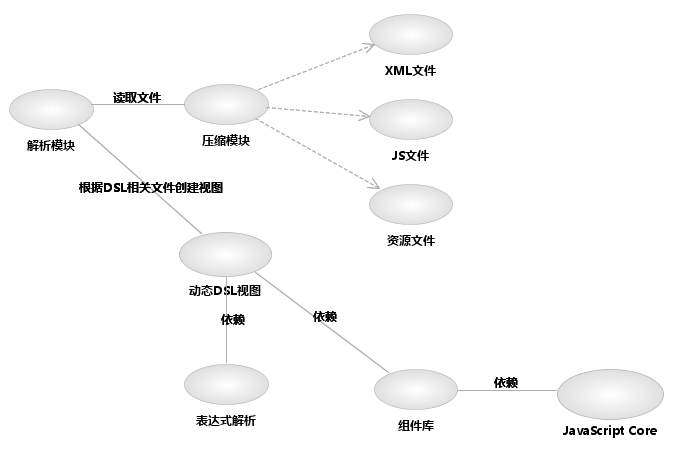 XML文件
读取文件
解析模块
压缩模块
JS文件
根据DSL相关文件创建视图
资源文件
动态DSL视图
依赖
依赖
依赖
表达式解析
组件库
JavaScript Core